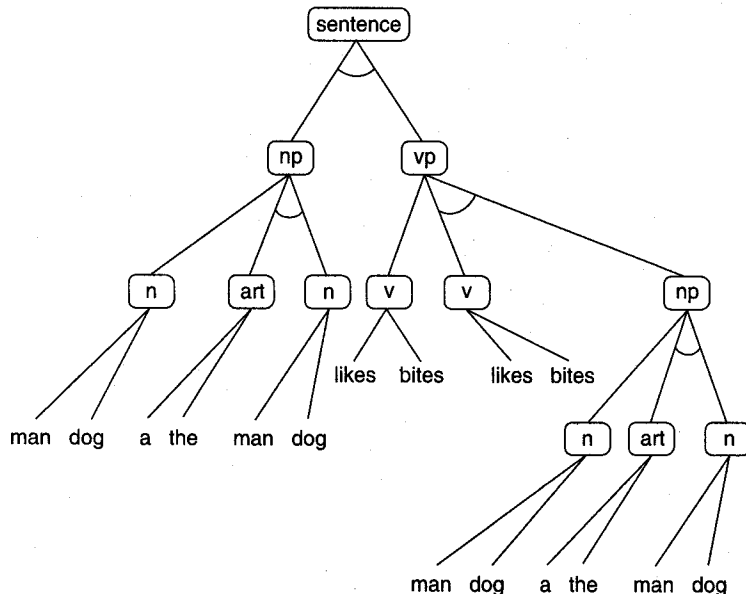 sentence
np vp
n art n v v np
likes bites likes bites
man dog a the man dog
n art n
man dog a the man dog